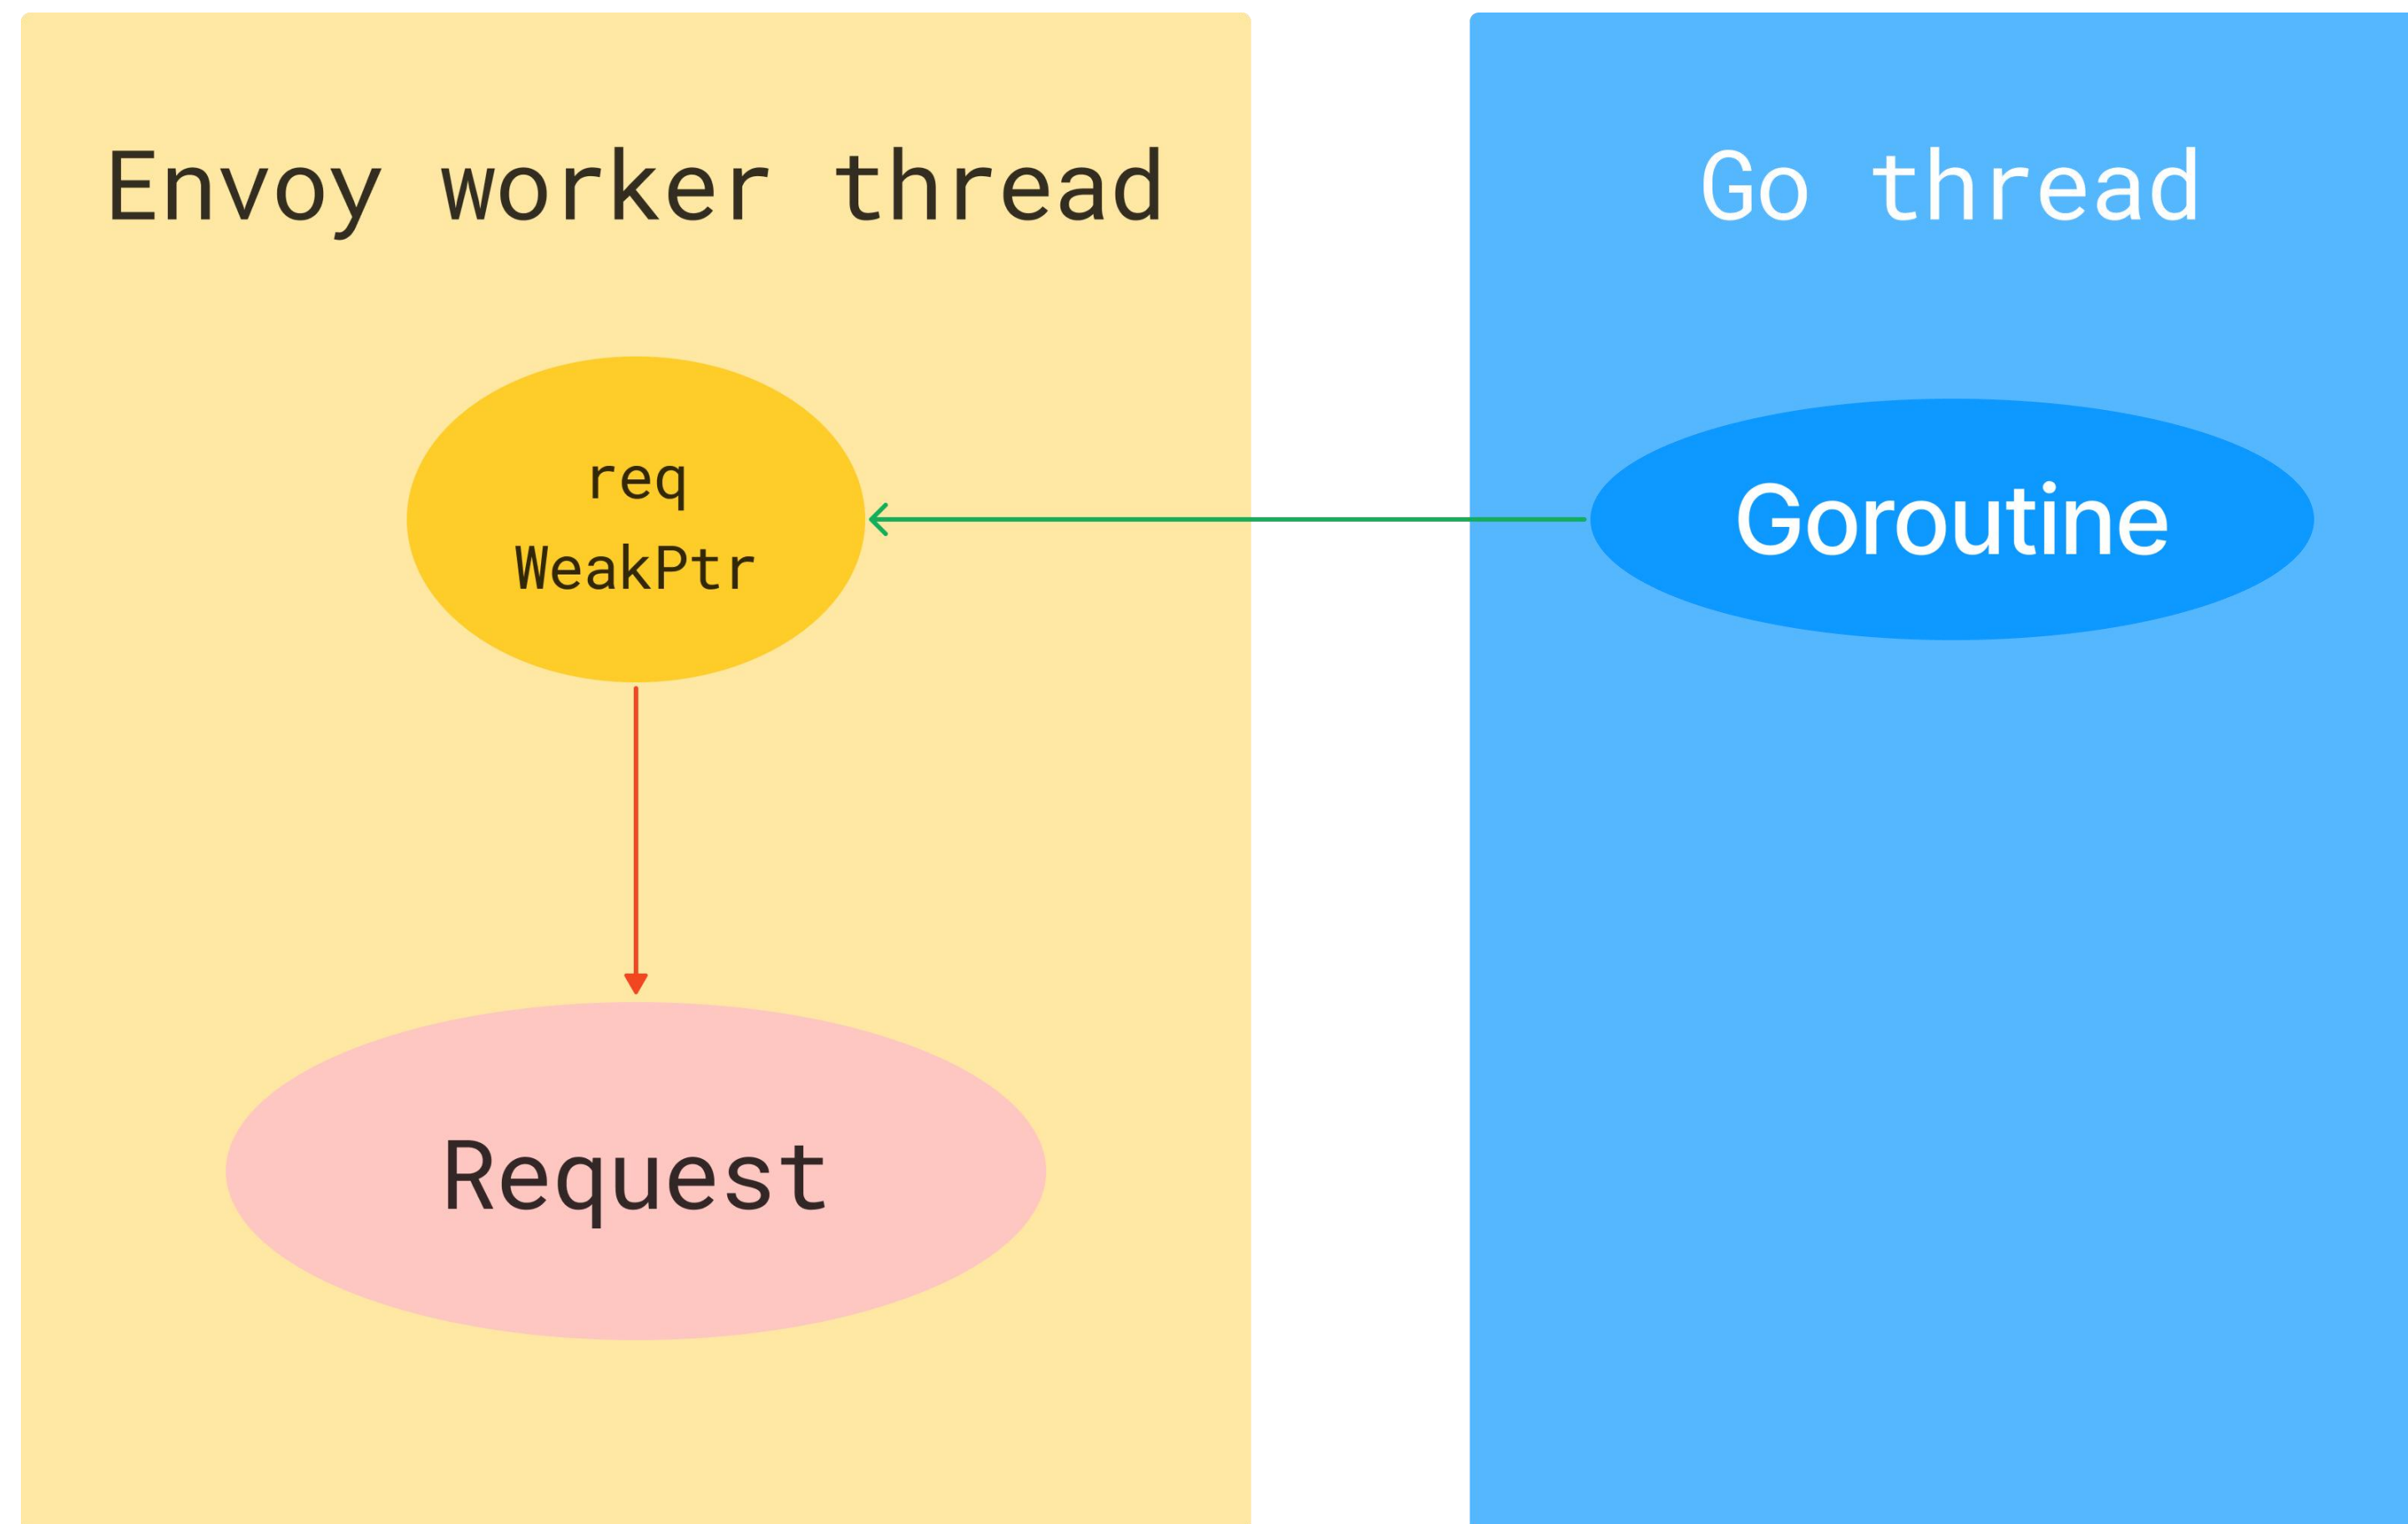 Envoy worker thread
Go thread
req
WeakPtr
Goroutine
Request